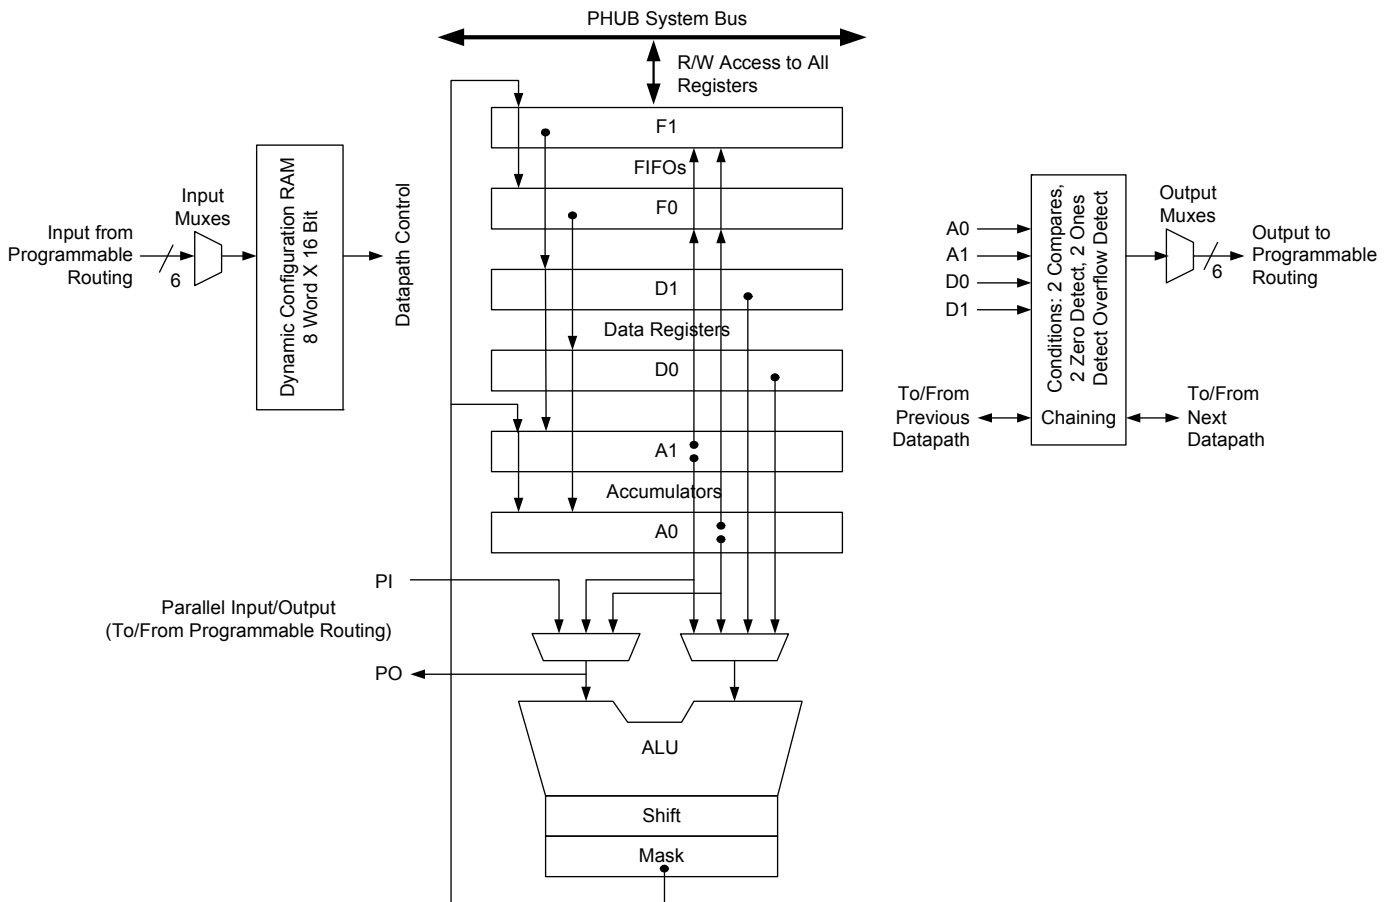 PHUB System Bus
R/W Access to All
Registers
F1
FIFOs
F0
D1
Data Registers
D0
A1
Accumulators
A0
Input from
Programmable
Routing
6
Input
Muxes
Dynamic Configuration RAM
8 Word X 16 Bit
Datapath Control
PI
Parallel Input/Output
(To/From Programmable Routing)
PO
ALU
Shift
Mask
A0
A1
D0
D1
Conditions: 2 Compares,
2 Zero Detect, 2 Ones
Detect Overflow Detect
Output
Muxes
6
Output to
Programmable
Routing
To/From
Previous
Datapath
Chaining
To/From
Next
Datapath